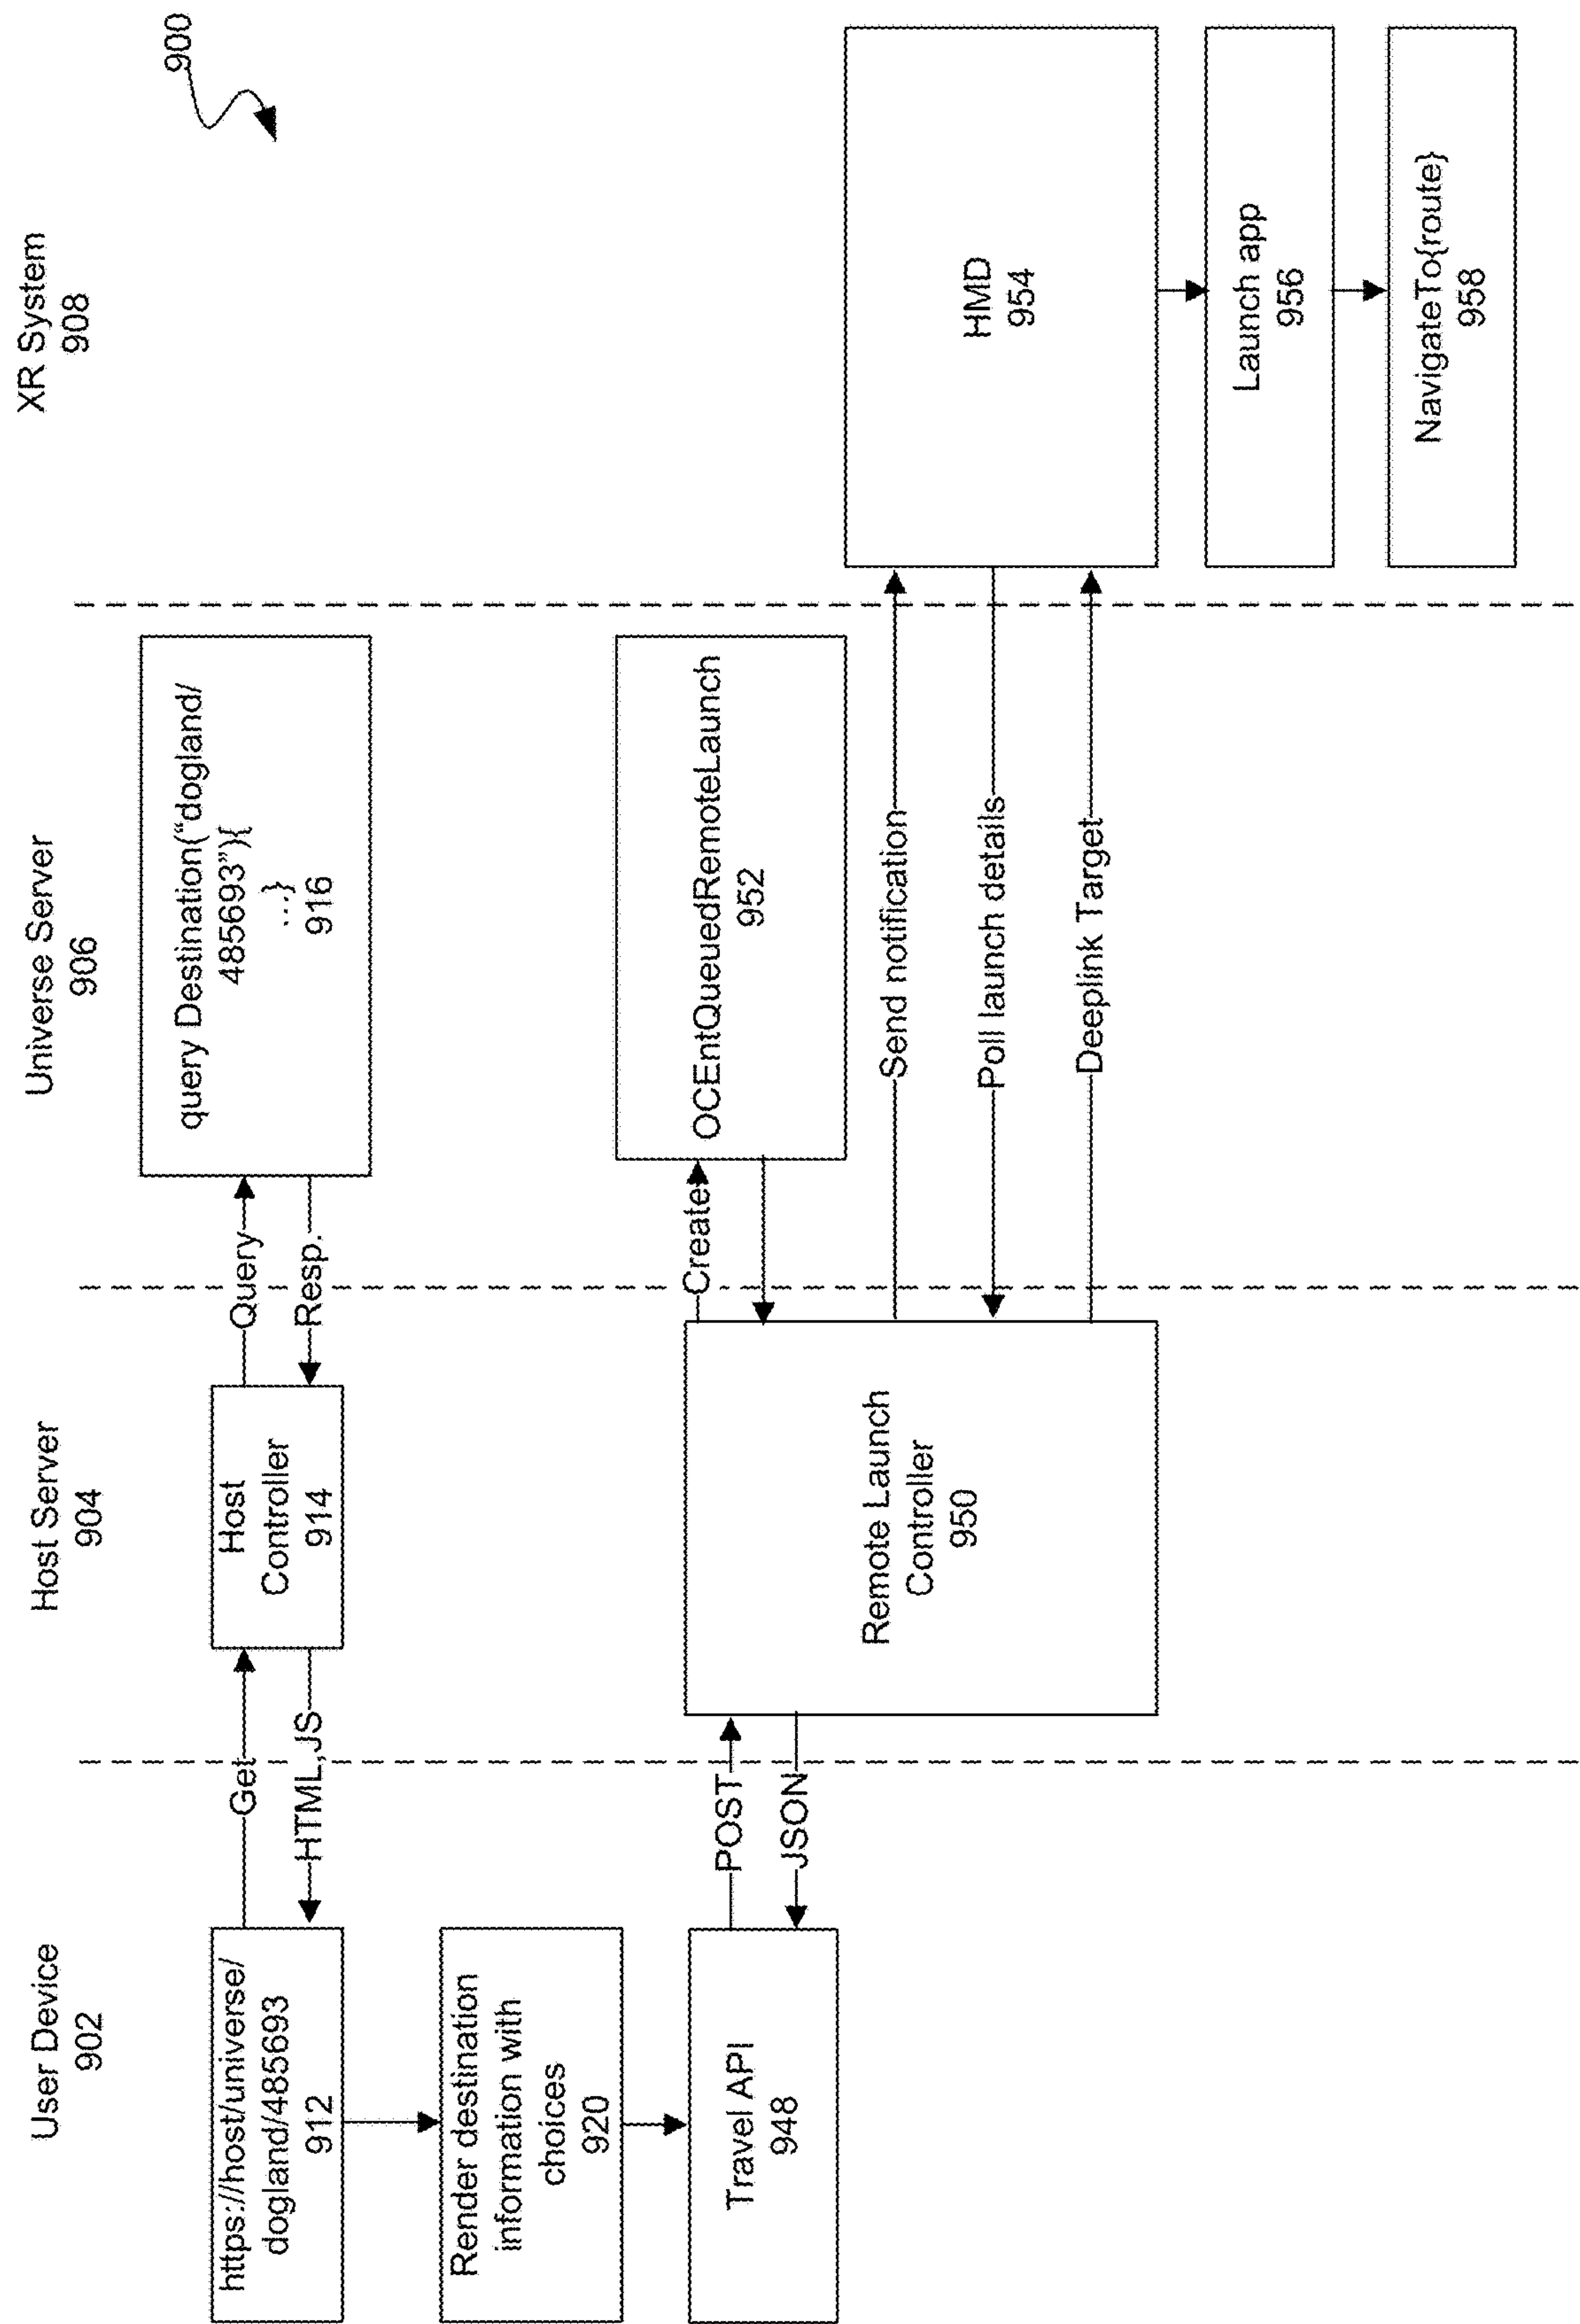 900
User Device
902
Host Server
904
Universe Server
906
XR System
908
https://host/universe/
dogland/485693
912
Get
HTML,JS
Host
Controller
914
Query
Resp.
query Destination(“dogland/
485693”){
...}
916
Render destination
information with
choices
920
Travel API
948
POST
JSON
Remote Launch
Controller
950
Create
OCEntQueuedRemoteLaunch
952
Send notification
Poll launch details
Deeplink Target
HMD
954
Launch app
956
NavigateTo{route}
958